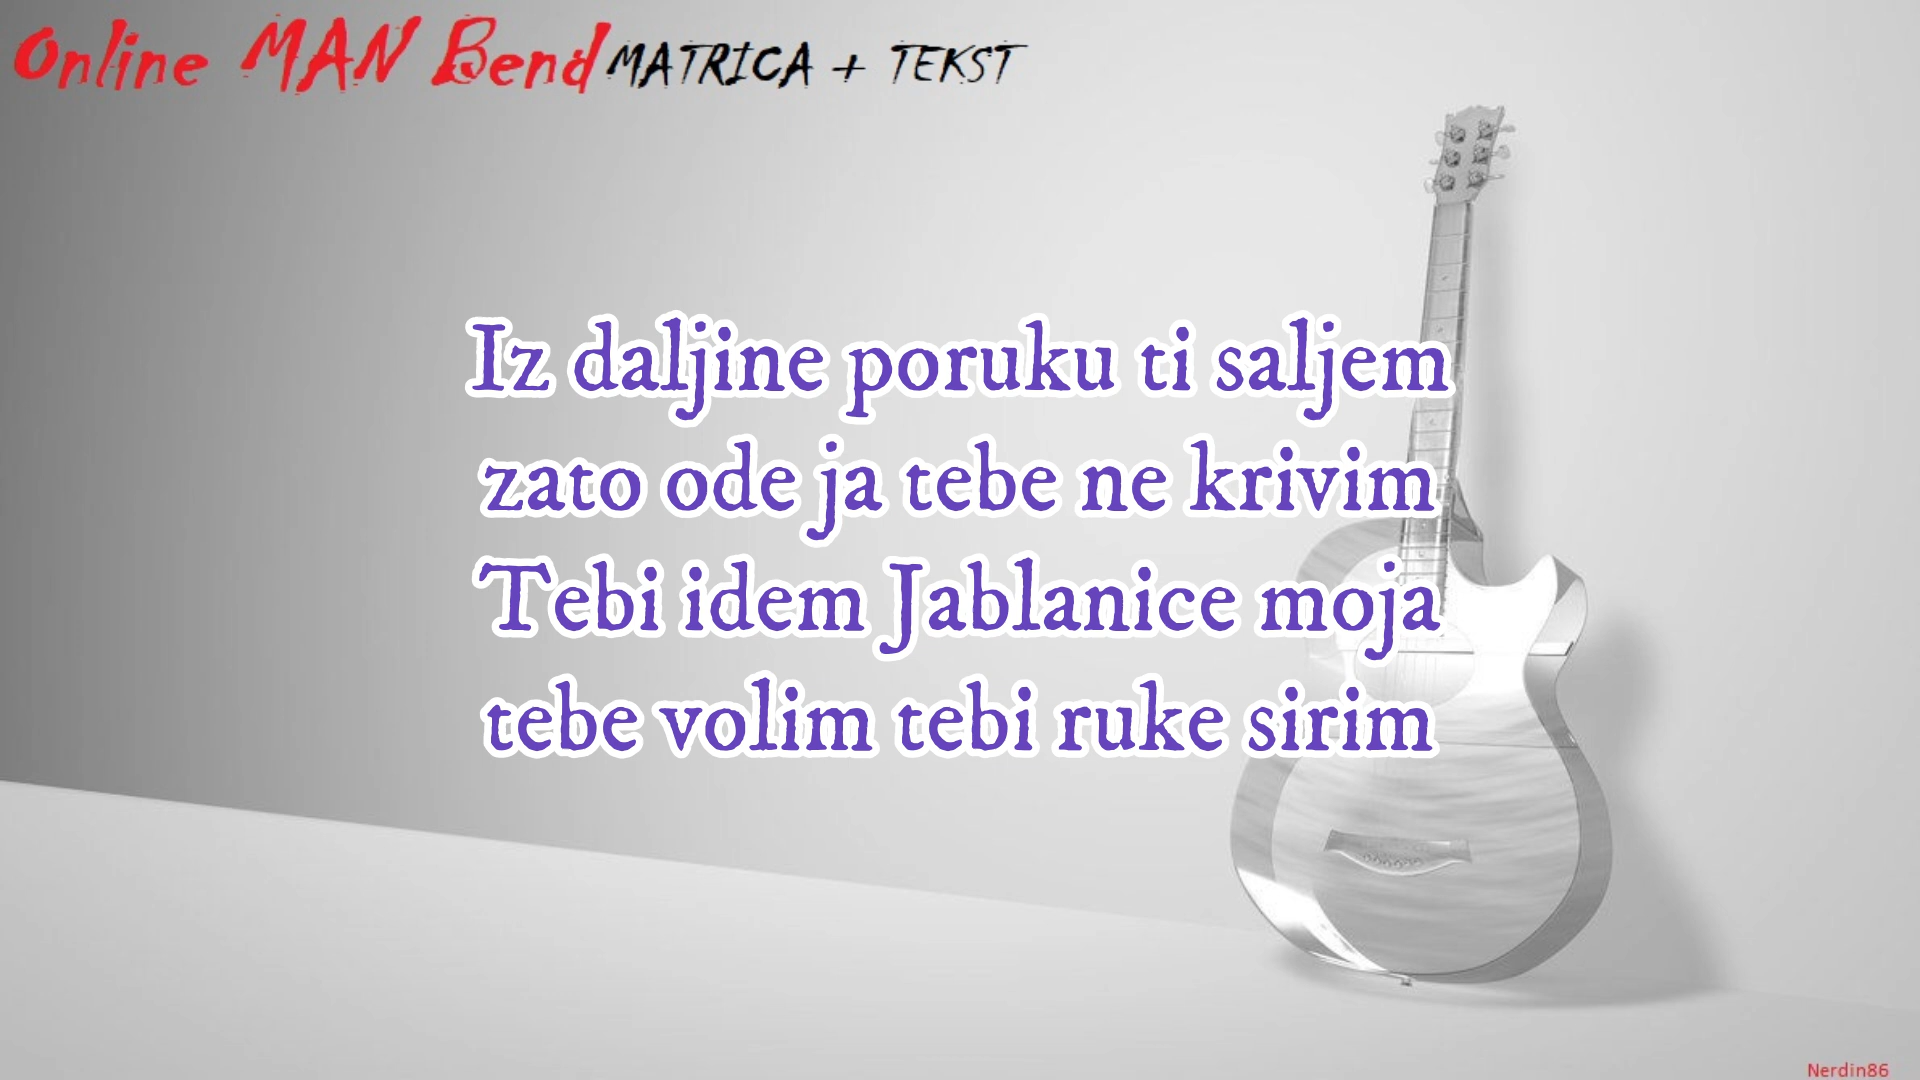 Online MAN Bend MATRICA + TEKST
Iz daljine poruku ti saljem
zato ode ja tebe ne krivim
Tebi idem Jablanice moja
tebe volim tebi ruke sirim
Nerdin86